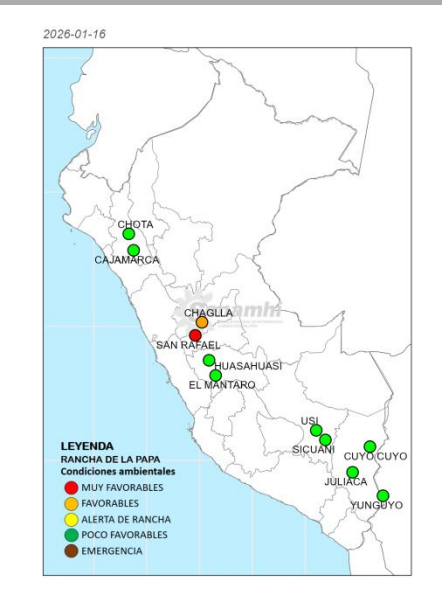 2026-01-16
CHOTA
CAJAMARCA
CHAGLLA
SAN RAFAEL
HUASAHUASI
EL MANTARO
USI
SICUANI
CUYO CUYO
JULIACA
YUNGUYO
LEYENDA
RANCHA DE LA PAPA
Condiciones ambientales
MUY FAVORABLES
FAVORABLES
ALERTA DE RANCHA
POCO FAVORABLES
EMERGENCIA